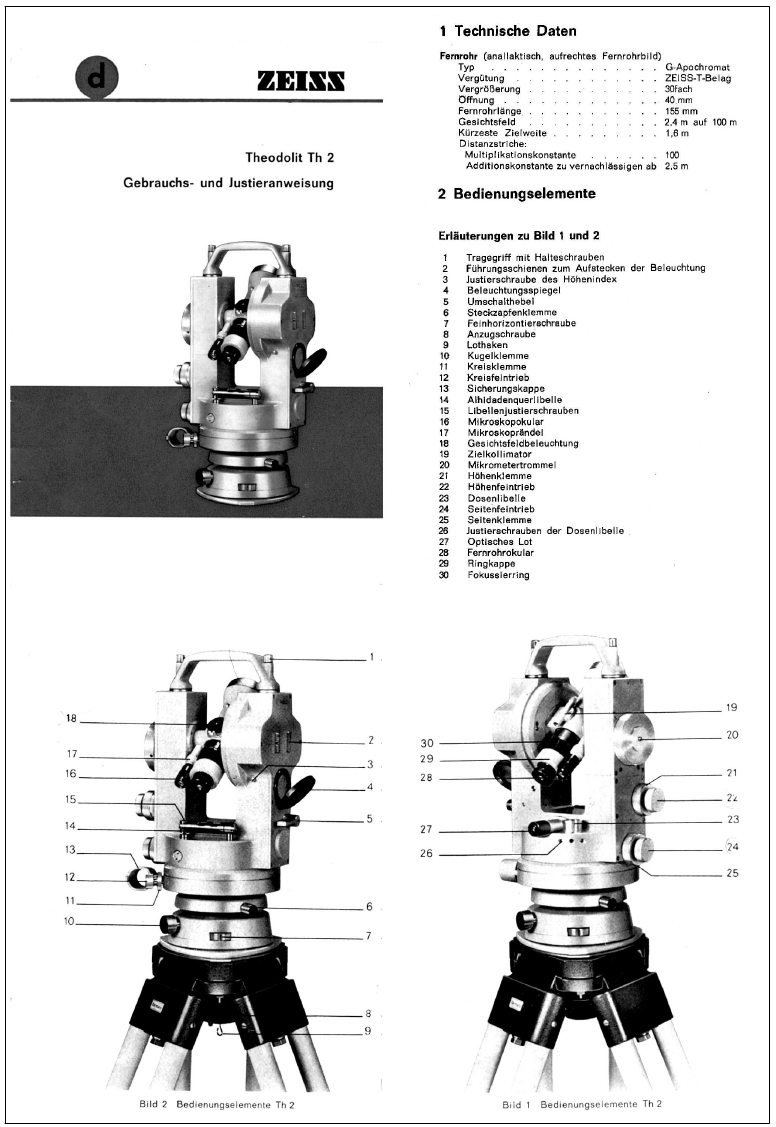 d
ZEISS
Theodolit Th 2
Gebrauchs- und Justieranweisung
1 Technische Daten
Fernrohr (anallaktisch, aufrechtes Fernrohrbild)
Typ . . . . . . . . . . . . . . G-Apochromat
Vergütung . . . . . . . . . . . ZEISS-T-Belag
Vergrößerung . . . . . . . . . . 30fach
Öffnung . . . . . . . . . . . . 40 mm
Fernrohrlänge . . . . . . . . . . 155 mm
Gesichtsfeld . . . . . . . . . . 2,4 m auf 100 m
Kürzeste Zielweite . . . . . . . . 1,6 m
Distanzstriche:
Multiplikationskonstante . . . . . . 100
Additionskonstante zu vernachlässigen ab 2,5 m
2 Bedienungselemente
Erläuterungen zu Bild 1 und 2
1 Tragegriff mit Halteschrauben
2 Führungsschienen zum Aufstecken der Beleuchtung
3 Justierschraube des Höhenindex
4 Beleuchtungsspiegel
5 Umschalthebel
6 Steckzapfenklemme
7 Feinhorizontierschraube
8 Anzugschraube
9 Lothaken
10 Kugelklemme
11 Kreisklemme
12 Kreisfeintrieb
13 Sicherungskappe
14 Alhidadenquerlibelle
15 Libellenjustierschrauben
16 Mikroskopokular
17 Mikroskoprändel
18 Gesichtsfeldbeleuchtung
19 Zielkollimator
20 Mikrometertrommel
21 Höhenklemme
22 Höhenfeintrieb
23 Dosenlibelle
24 Seitenfeintrieb
25 Seitenklemme
26 Justierschrauben der Dosenlibelle
27 Optisches Lot
28 Fernrohrokular
29 Ringkappe
30 Fokussierring
1
18
2
17
3
16
4
15
5
14
13
12
11
6
10
7
8
9
Bild 2 Bedienungselemente Th 2
19
20
30
29
28
21
22
27
23
26
24
25
Bild 1 Bedienungselemente Th 2